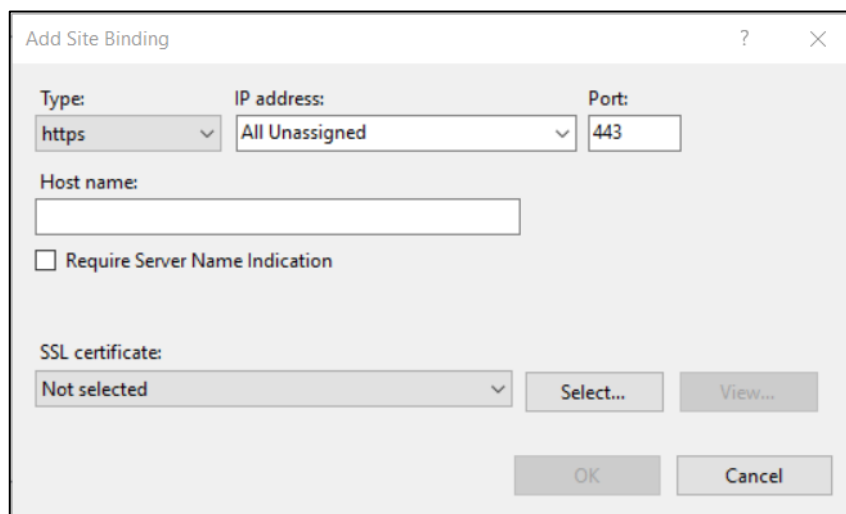 Add Site Binding
Type: IP address: Port:
https All Unassigned 443
Host name:
Require Server Name Indication
SSL certificate:
Not selected Select... View...
OK Cancel